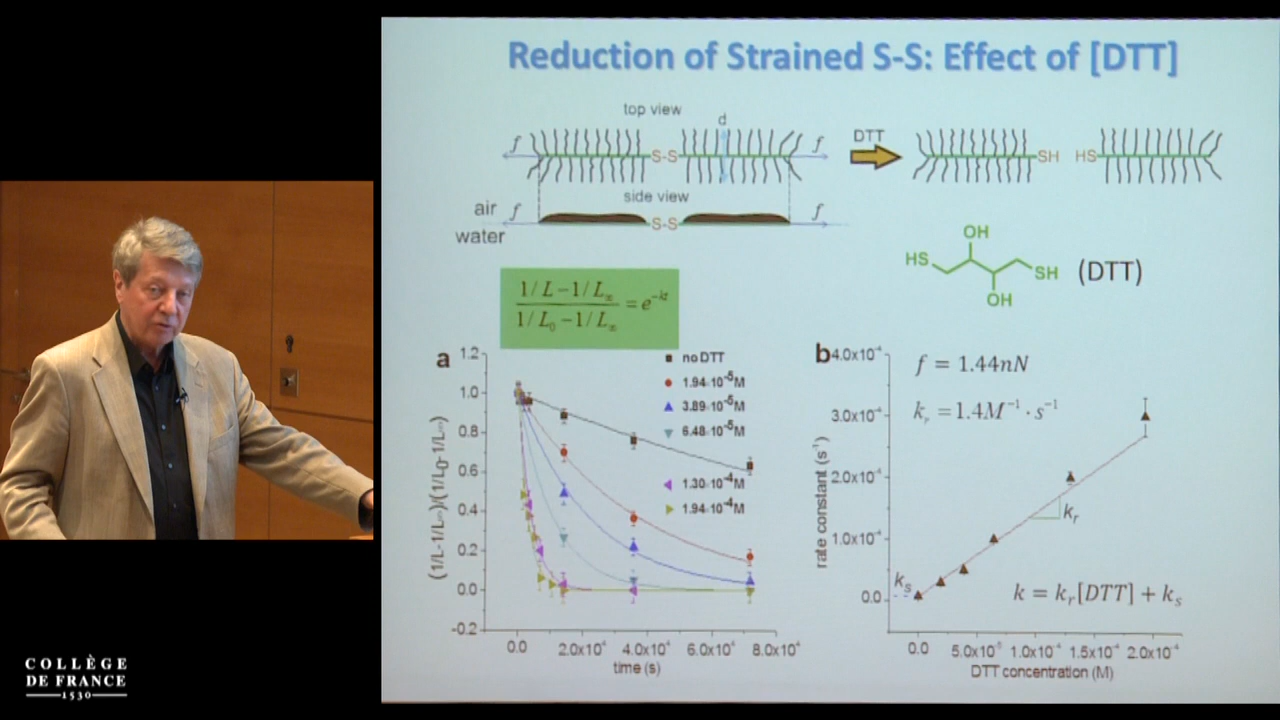 Reduction of Strained S-S: Effect of [DTT]
top view
d
f
S-S
f
DTT
SH
HS
side view
air
f
S-S
f
water
OH
HS
SH
(DTT)
OH
1/L−1/L∞
1/L₀−1/L∞
= e^{-kt}
a
1.2
1.0
0.8
0.6
0.4
0.2
0.0
-0.2
(1/L-1/L∞)/(1/L0-1/L∞)
no DTT
1.94·10⁻⁵M
3.89·10⁻⁵M
6.48·10⁻⁵M
1.30·10⁻⁴M
1.94·10⁻⁴M
0.0
2.0x10⁴
4.0x10⁴
6.0x10⁴
8.0x10⁴
time (s)
b
4.0x10⁻⁴
3.0x10⁻⁴
2.0x10⁻⁴
1.0x10⁻⁴
0.0
rate constant (s⁻¹)
f = 1.44nN
kᵣ = 1.4M⁻¹·s⁻¹
kᵣ
kₛ
k = kᵣ[DTT] + kₛ
0.0
5.0x10⁻⁵
1.0x10⁻⁴
1.5x10⁻⁴
2.0x10⁻⁴
DTT concentration (M)
COLLÈGE
DE FRANCE
1530